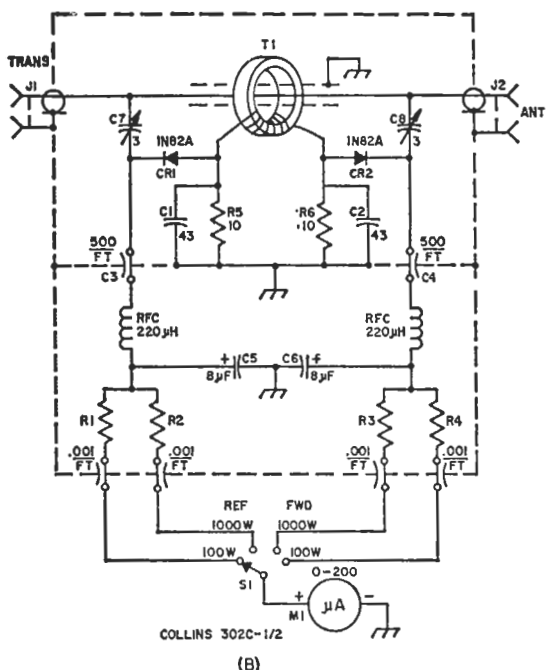 TRANS
J1
T1
J2
ANT
C7
3
C8
3
1N82A
CR1
1N82A
CR2
C1
43
R5
10
R6
.10
C2
43
500
FT
C3
500
FT
C4
RFC
220µH
RFC
220µH
+ C5
8µF
C6 +
8µF
R1
R2
R3
R4
.001
FT
.001
FT
.001
FT
.001
FT
REF
FWD
1000W
1000W
100W
100W
S1
0-200
+
µA
-
M1
COLLINS 302C-1/2
(B)